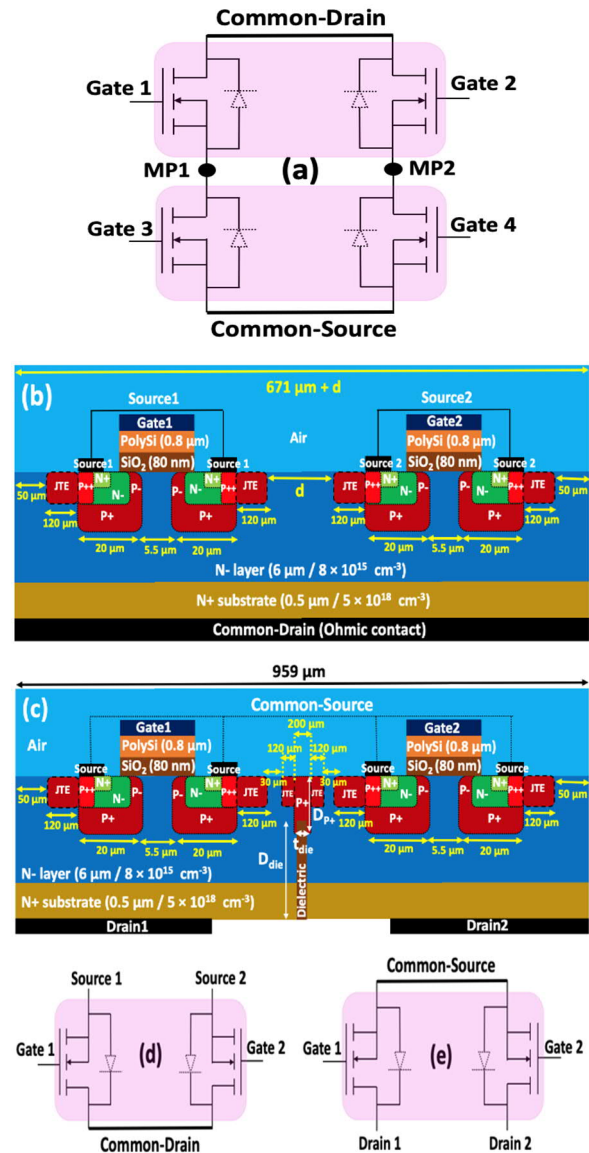 Common-Drain
Gate 1
Gate 2
MP1
(a)
MP2
Gate 3
Gate 4
Common-Source
(b)
671 μm + d
Source1
Source2
Gate1
Air
Gate2
PolySi (0.8 μm)
PolySi (0.8 μm)
Source1
SiO2 (80 nm)
Source 1
Source 2
SiO2 (80 nm)
Source 2
JTE
P++
N+
N-
P-
P-
N-
N+
P++
JTE
JTE
P++
N+
N-
P-
P-
N-
N+
P++
JTE
50 μm
P+
P+
d
P+
P+
50 μm
120 μm
120 μm
120 μm
120 μm
20 μm
5.5 μm
20 μm
20 μm
5.5 μm
20 μm
N- layer (6 μm / 8 × 10¹⁵ cm⁻³)
N+ substrate (0.5 μm / 5 × 10¹⁸ cm⁻³)
Common-Drain (Ohmic contact)
959 μm
(c)
Common-Source
200 μm
Gate1
Gate2
Air
PolySi (0.8 μm)
120 μm
120 μm
PolySi (0.8 μm)
Source
SiO2 (80 nm)
Source
30 μm
30 μm
Source
SiO2 (80 nm)
Source
JTE
P++
N+
N-
P-
P-
N-
N+
P++
JTE
JTE
P+
JTE
JTE
P++
N+
N-
P-
P-
N-
N+
P++
JTE
50 μm
P+
P+
DP+
P+
P+
50 μm
120 μm
120 μm
tdie
120 μm
120 μm
20 μm
5.5 μm
20 μm
Ddie
20 μm
5.5 μm
20 μm
N- layer (6 μm / 8 × 10¹⁵ cm⁻³)
Dielectric
N+ substrate (0.5 μm / 5 × 10¹⁸ cm⁻³)
Drain1
Drain2
Source 1
Source 2
Gate 1
(d)
Gate 2
Common-Drain
Common-Source
Gate 1
(e)
Gate 2
Drain 1
Drain 2